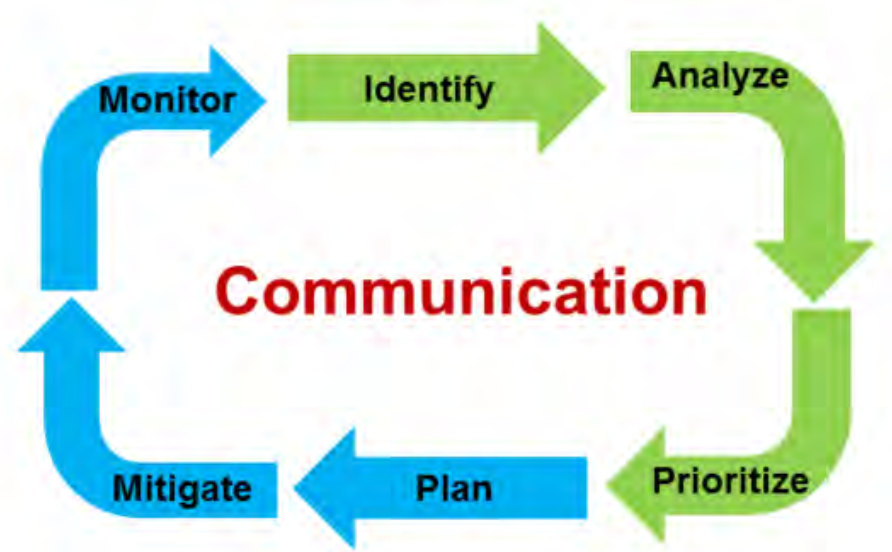 Monitor
Identify
Analyze
Communication
Mitigate
Plan
Prioritize